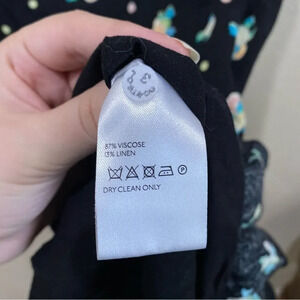 87% VISCOSE
13% LINEN
DRY CLEAN ONLY